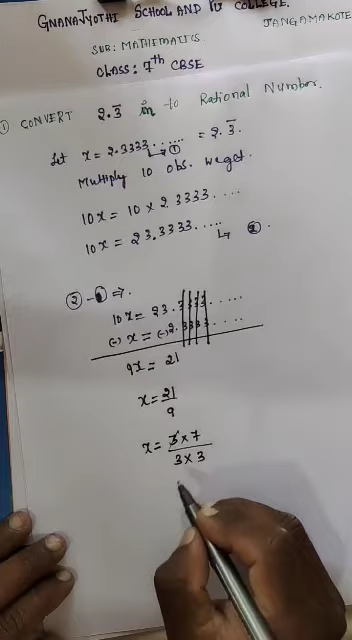 GNANAJYOTHI SCHOOL AND PU COLLEGE.
JANGAMAKOTE
SUB: MATHEMATICS
CLASS: 7th CBSE
① CONVERT 2.3̅ in to Rational Number.
Let x = 2.3333...... = 2.3̅.
↳ ①
Multiply 10 obs. we get.
10x = 10 × 2.3333....
10x = 23.3333.....
↳ ②.
② - ① ⇒.
10x = 23.3333......
(-) x = (-) 2.3333....
9x = 21
x = 21/9
x = 3 × 7 / 3 × 3